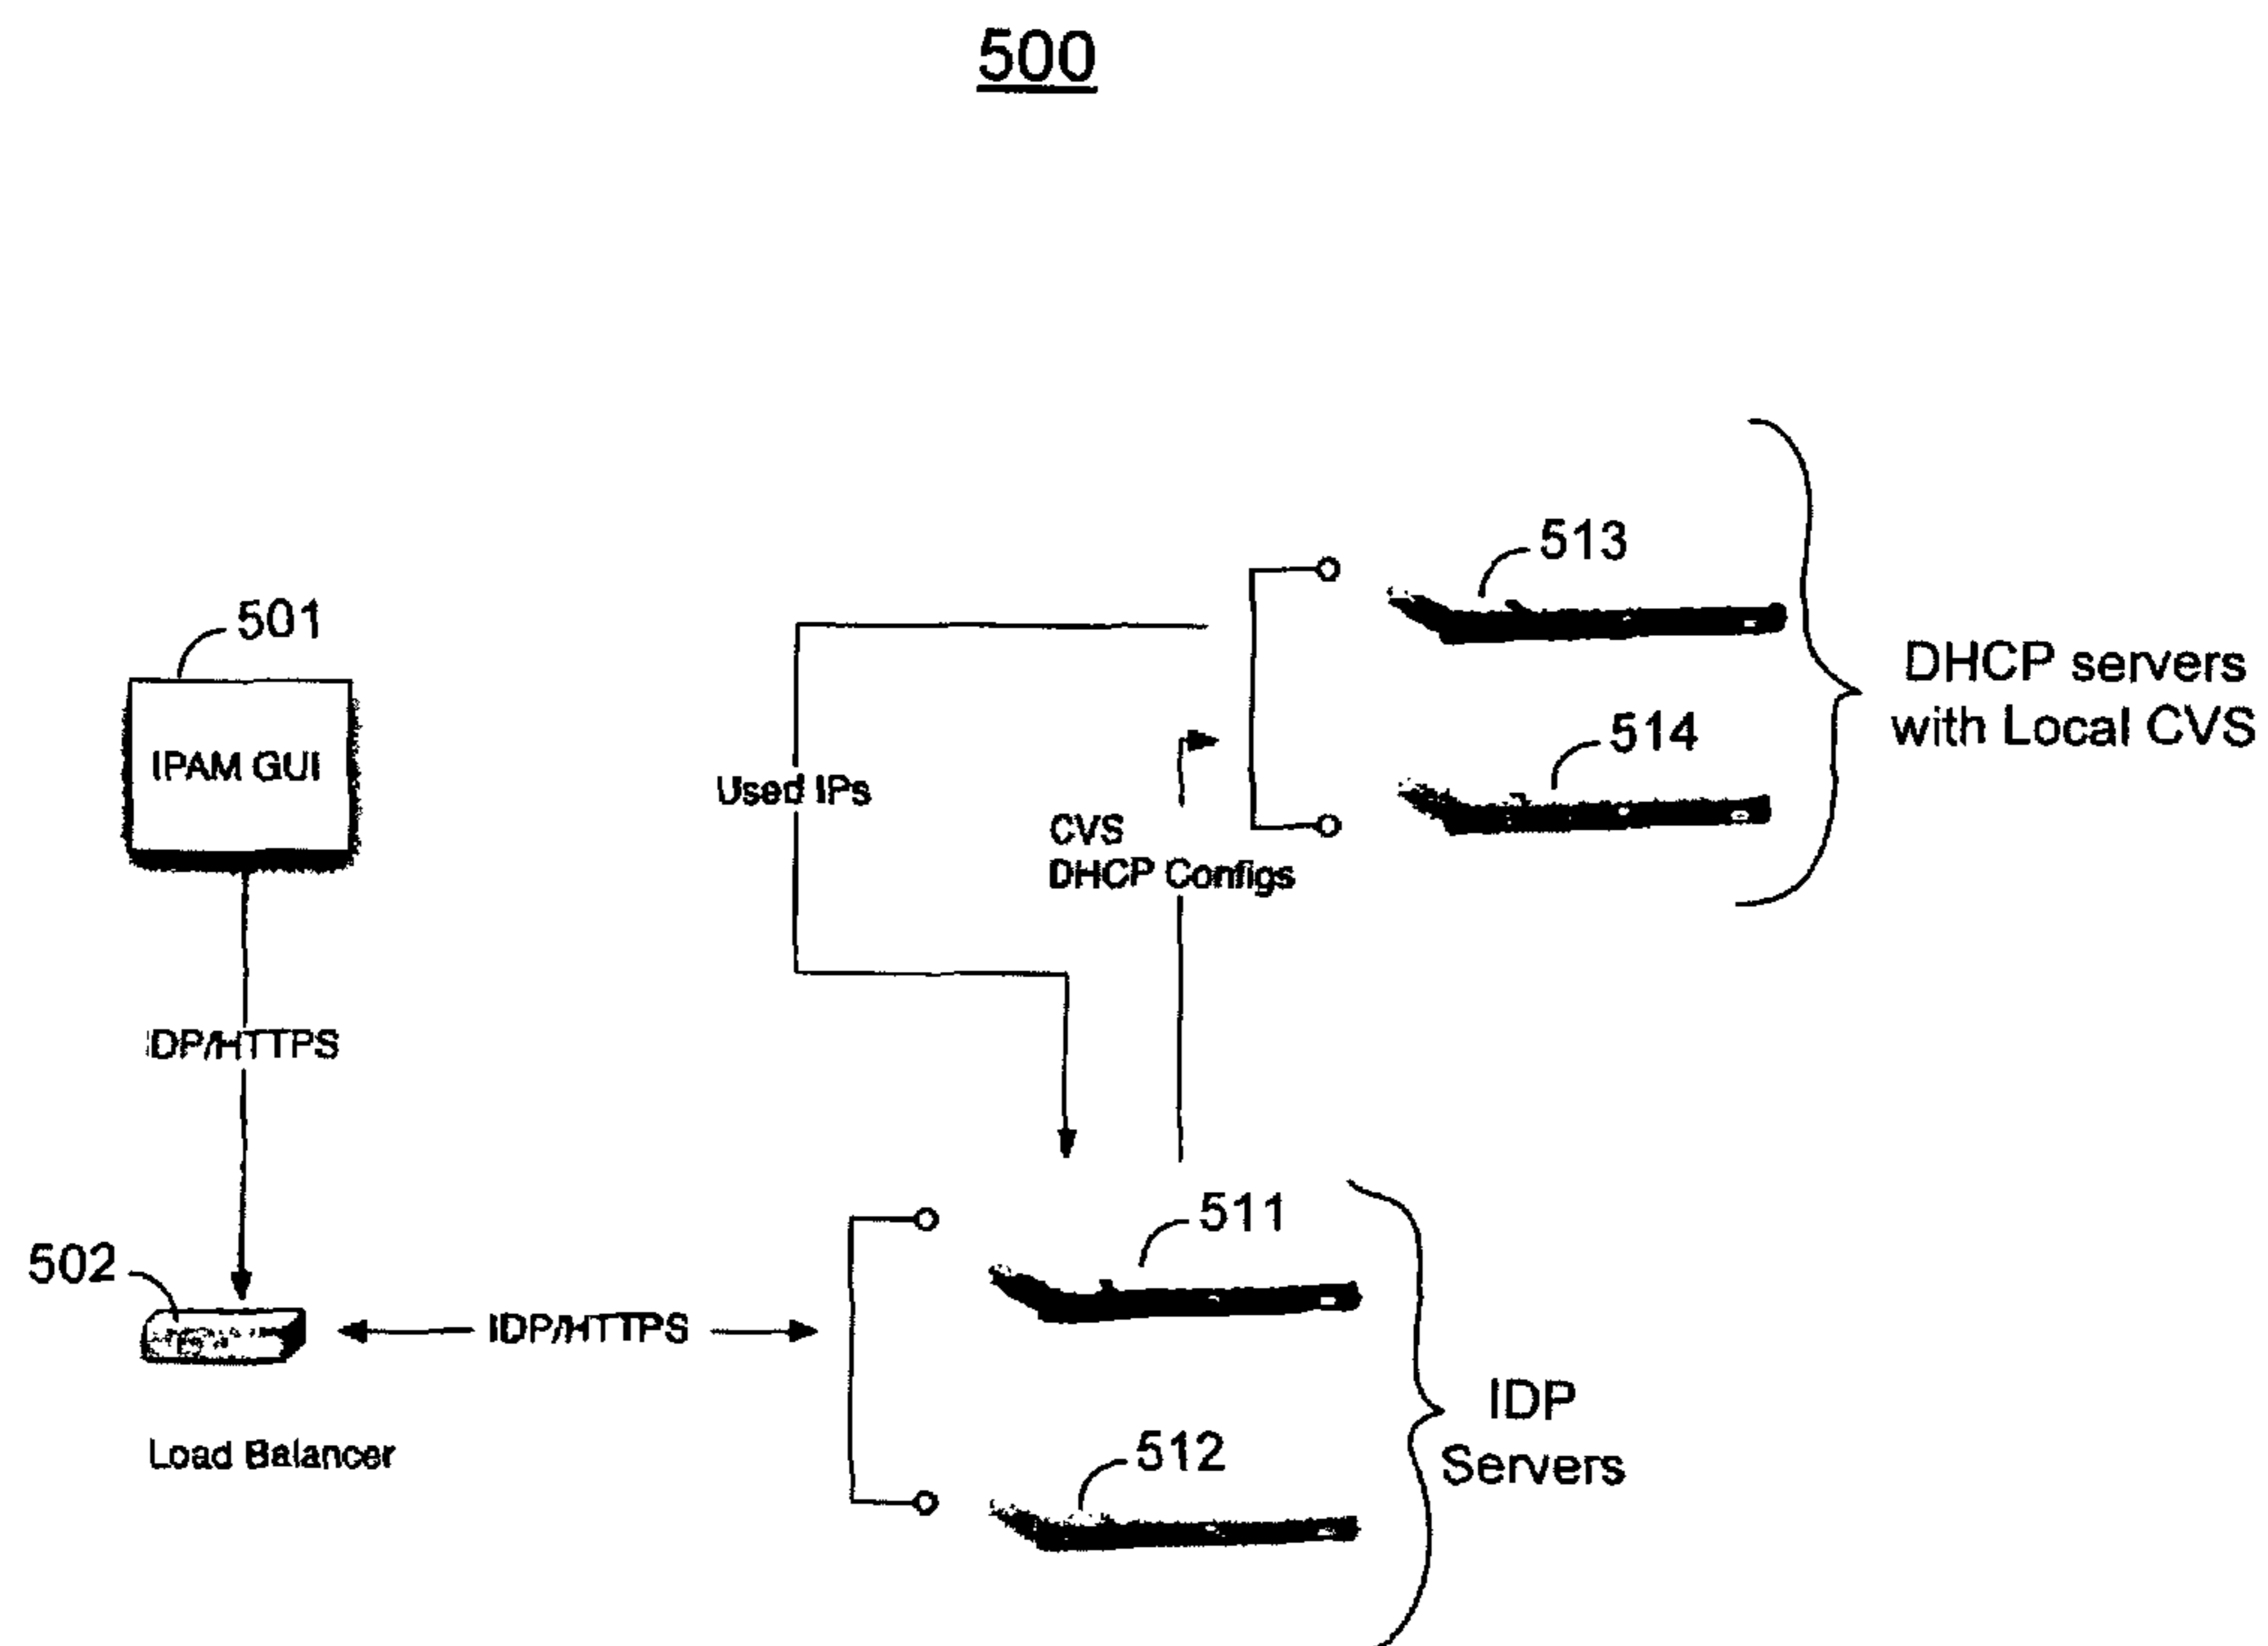 500
513
501
DHCP servers
with Local CVS
514
IPAM GUI
Used IPs
CVS
DHCP Configs
IDP/HTTPS
511
502
IDP/HTTPS
IDP
Servers
512
Load Balancer